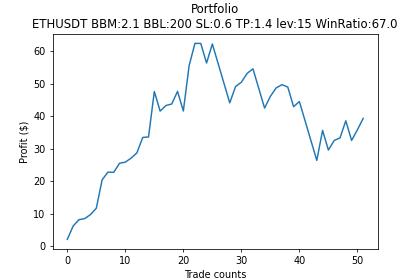 Portfolio
ETHUSDT BBM:2.1 BBL:200 SL:0.6 TP:1.4 lev:15 WinRatio:67.0
60
50
40
30
20
10
0
Profit ($)
0 10 20 30 40 50
Trade counts